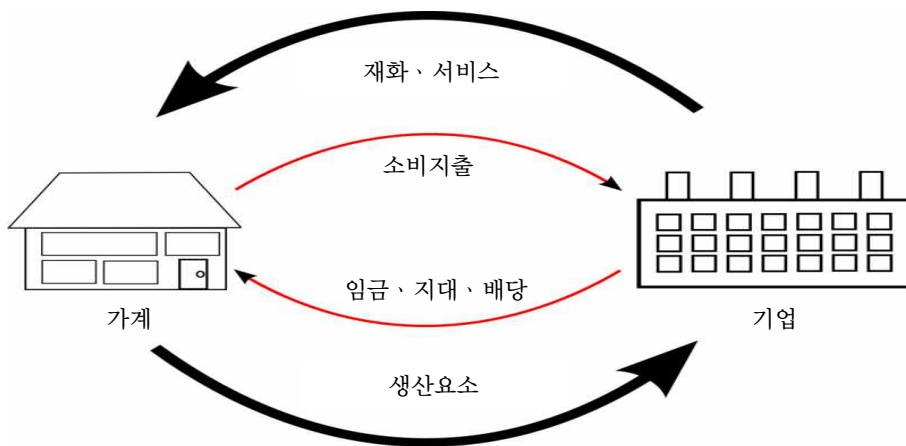 재화、서비스
소비지출
임금、지대、배당
가계
기업
생산요소